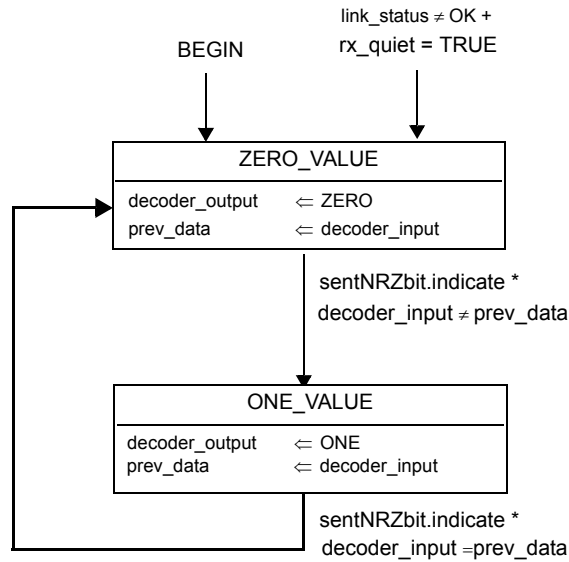 link_status ≠ OK +
rx_quiet = TRUE
BEGIN
ZERO_VALUE
decoder_output ⇐ ZERO
prev_data ⇐ decoder_input
sentNRZbit.indicate *
decoder_input ≠ prev_data
ONE_VALUE
decoder_output ⇐ ONE
prev_data ⇐ decoder_input
sentNRZbit.indicate *
decoder_input =prev_data